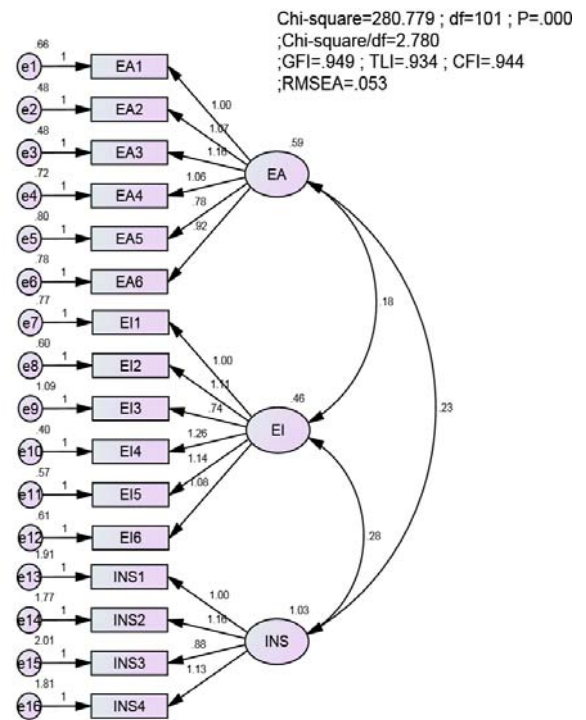 Chi-square=280.779 ; df=101 ; P=.000
;Chi-square/df=2.780
;GFI=.949 ; TLI=.934 ; CFI=.944
;RMSEA=.053
.66
e1 1 EA1
1.00
.48
e2 1 EA2
1.07
.48
e3 1 EA3
1.16
.59
EA
.72
e4 1 EA4
1.06
.80
e5 1 EA5
.78
.78
e6 1 EA6
.92
.18
.77
e7 1 EI1
1.00
.60
e8 1 EI2
1.11
1.09
e9 1 EI3
.74
.46
EI
.23
.40
e10 1 EI4
1.26
.57
e11 1 EI5
1.14
.61
e12 1 EI6
1.08
.28
1.91
e13 1 INS1
1.00
1.77
e14 1 INS2
1.16
1.03
INS
2.01
e15 1 INS3
.88
1.81
e16 1 INS4
1.13